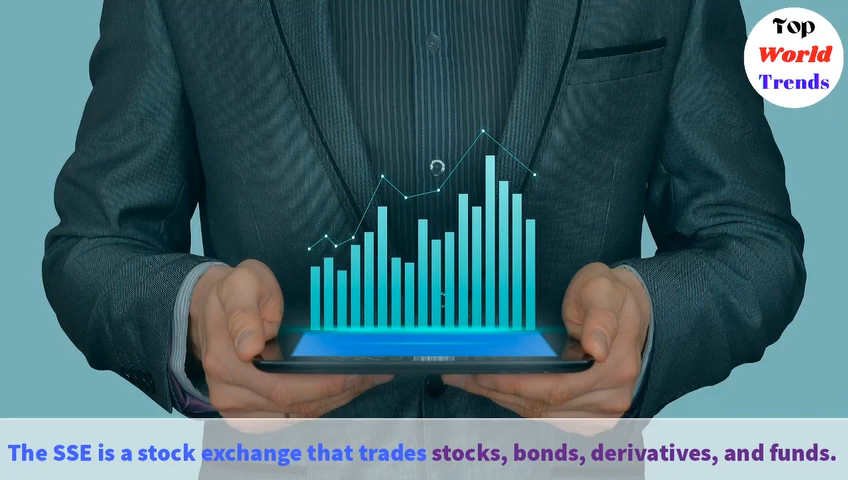 Top
World
Trends
The SSE is a stock exchange that trades stocks, bonds, derivatives, and funds.